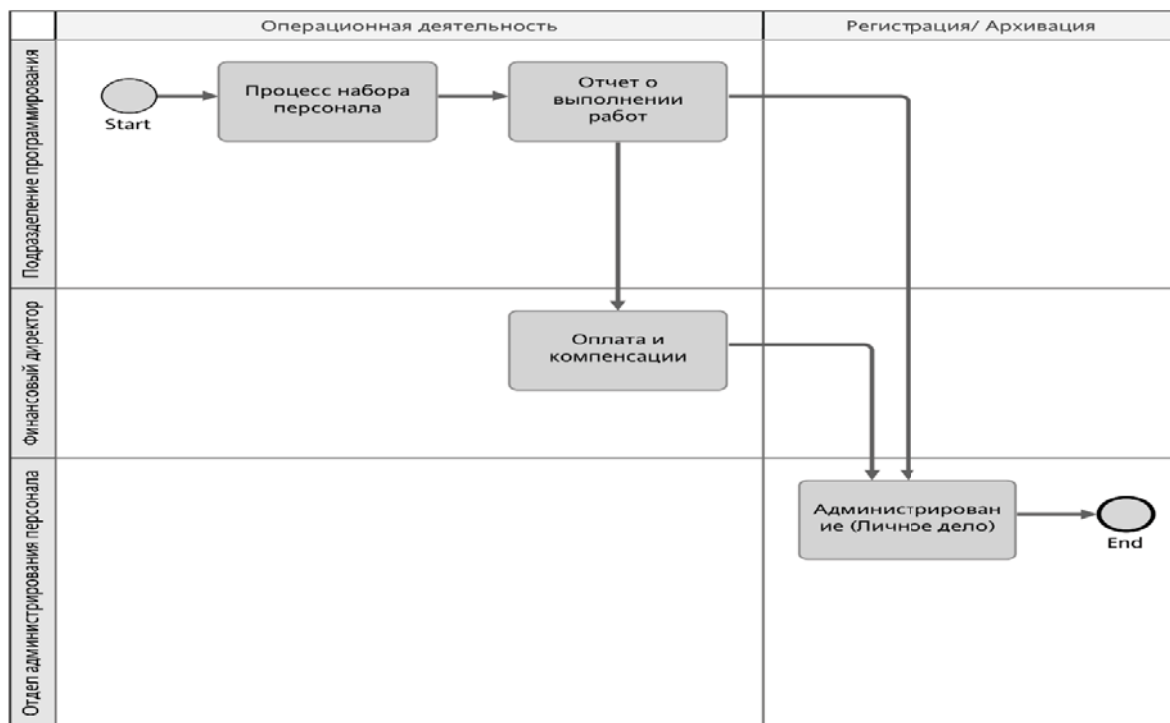 Операционная деятельность
Регистрация/ Архивация
Подразделение программирования
Start
Процесс набора
персонала
Отчет о
выполнении
работ
Финансовый директор
Оплата и
компенсации
Отдел администрирования персонала
Администрирован
ие (Личное дело)
End